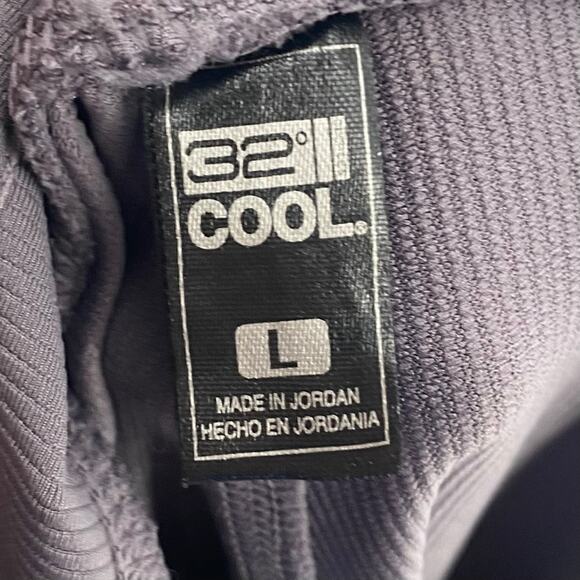 32°
COOL®
L
MADE IN JORDAN
HECHO EN JORDANIA